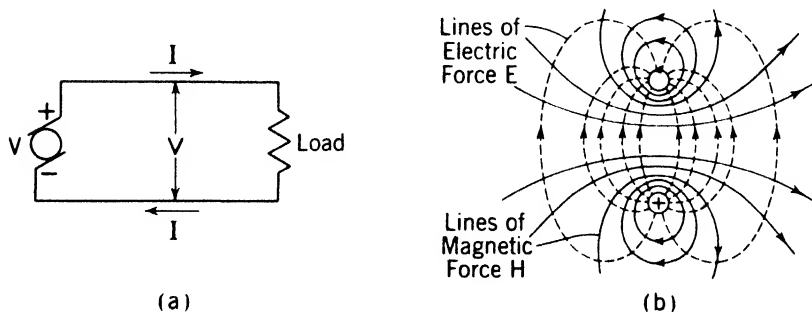 I
V
+
-
V
Load
I
(a)
Lines of
Electric
Force E
+
Lines of
Magnetic
Force H
(b)